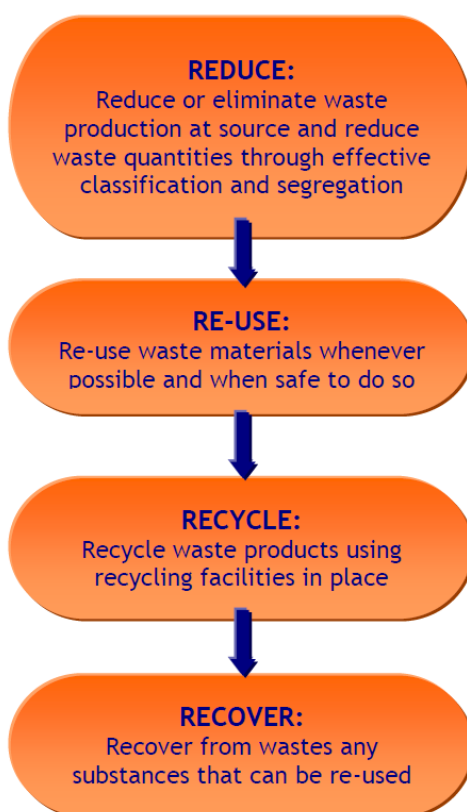 REDUCE:
Reduce or eliminate waste
production at source and reduce
waste quantities through effective
classification and segregation
RE-USE:
Re-use waste materials whenever
possible and when safe to do so
RECYCLE:
Recycle waste products using
recycling facilities in place
RECOVER:
Recover from wastes any
substances that can be re-used